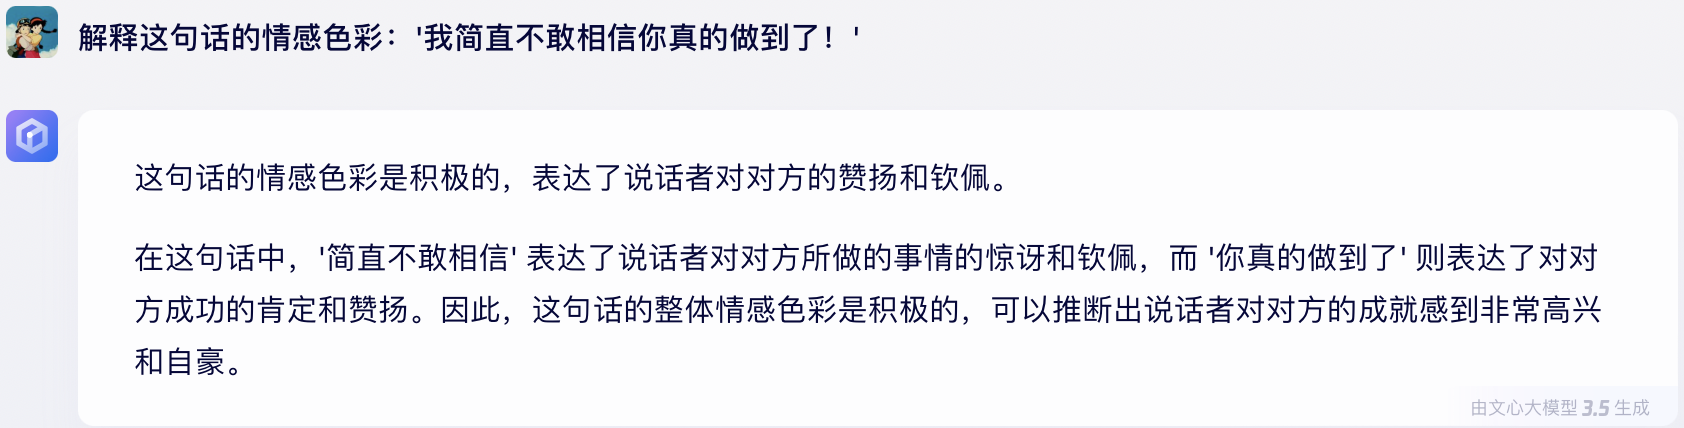 解释这句话的情感色彩：'我简直不敢相信你真的做到了！'
这句话的情感色彩是积极的，表达了说话者对对方的赞扬和钦佩。
在这句话中，'简直不敢相信' 表达了说话者对对方所做的事情的惊讶和钦佩，而 '你真的做到了' 则表达了对对
方成功的肯定和赞扬。因此，这句话的整体情感色彩是积极的，可以推断出说话者对对方的成就感到非常高兴
和自豪。
由文心大模型 3.5 生成